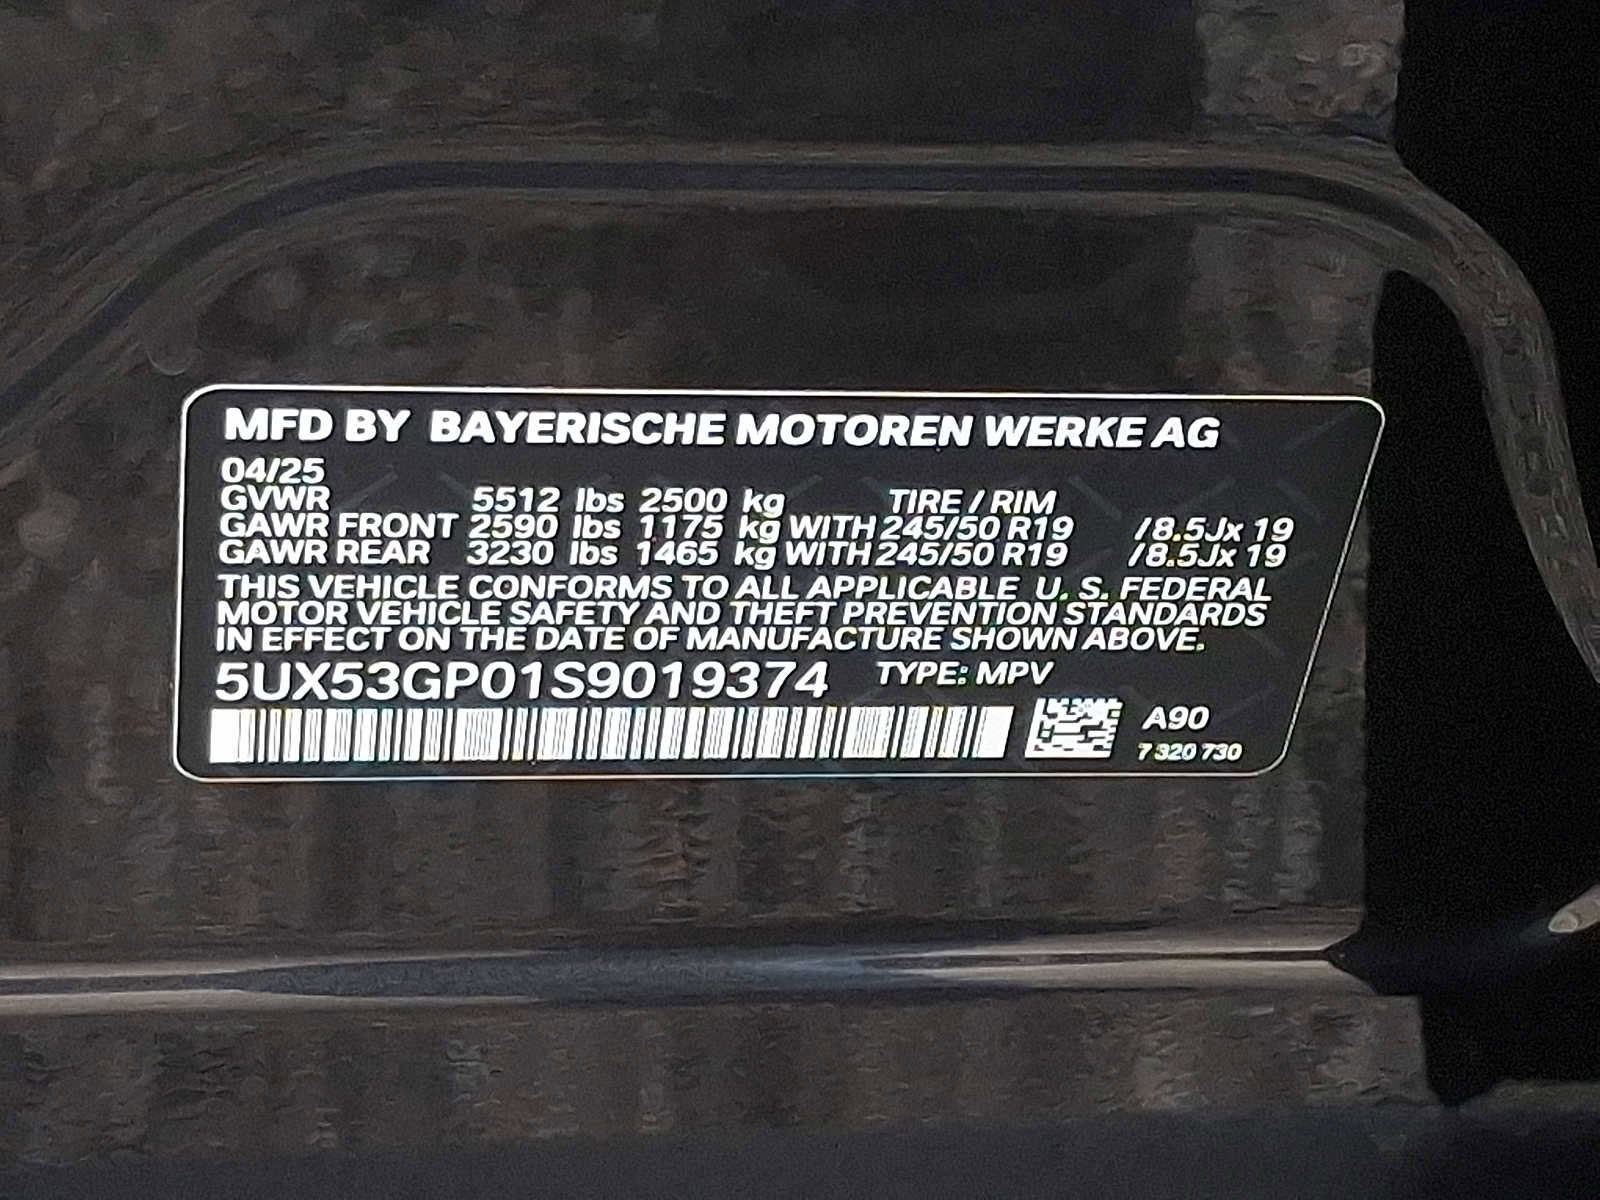 MFD BY BAYERISCHE MOTOREN WERKE AG
04/25
GVWR 5512 lbs 2500 kg TIRE / RIM
GAWR FRONT 2590 lbs 1175 kg WITH 245/50 R19 /8.5Jx 19
GAWR REAR 3230 lbs 1465 kg WITH 245/50 R19 /8.5Jx 19
THIS VEHICLE CONFORMS TO ALL APPLICABLE U. S. FEDERAL
MOTOR VEHICLE SAFETY AND THEFT PREVENTION STANDARDS
IN EFFECT ON THE DATE OF MANUFACTURE SHOWN ABOVE.
5UX53GP01S9019374 TYPE: MPV
A90
7 320 730